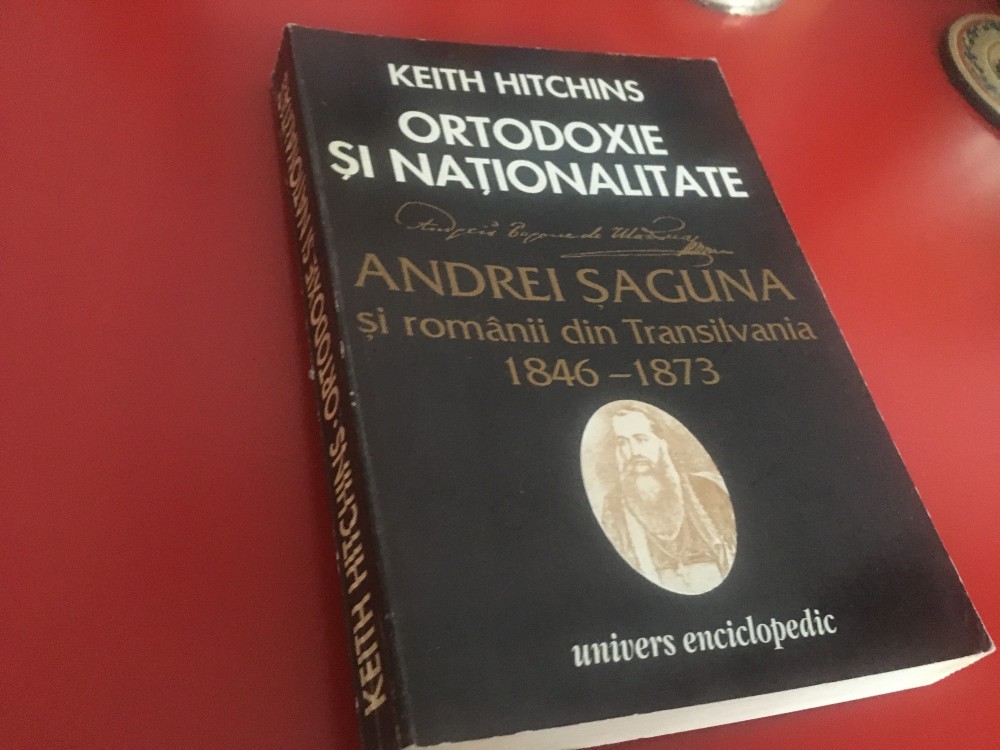 KEITH HITCHINS
ORTODOXIE
ȘI NAȚIONALITATE
ANDREI ȘAGUNA
și românii din Transilvania
1846–1873
univers enciclopedic
KEITH HITCHINS · ORTODOXIE ȘI NAȚIONALITATE